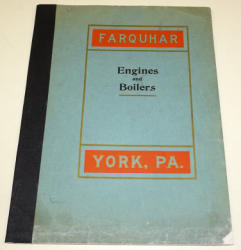 FARQUHAR
Engines
and
Boilers
YORK, PA.